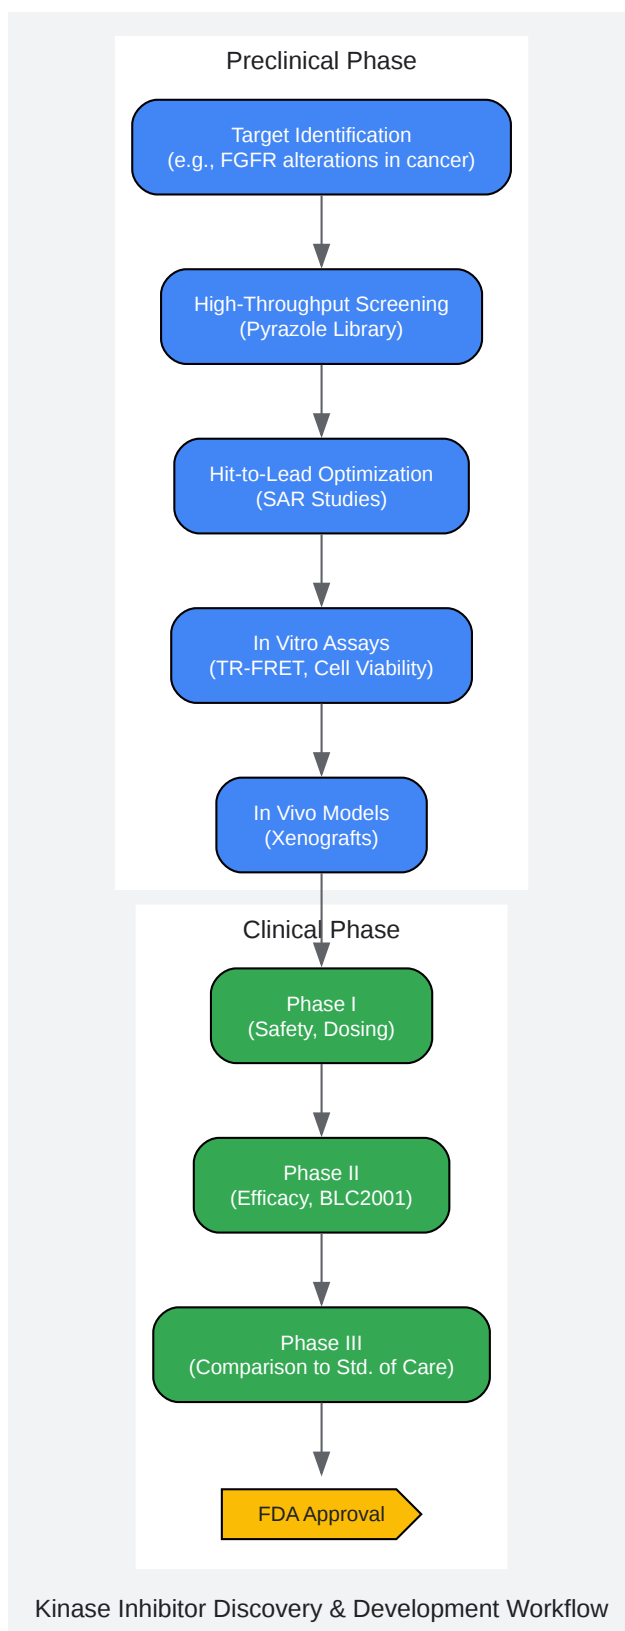 Preclinical Phase
Target Identification
(e.g., FGFR alterations in cancer)
High-Throughput Screening
(Pyrazole Library)
Hit-to-Lead Optimization
(SAR Studies)
In Vitro Assays
(TR-FRET, Cell Viability)
In Vivo Models
(Xenografts)
Clinical Phase
Phase I
(Safety, Dosing)
Phase II
(Efficacy, BLC2001)
Phase III
(Comparison to Std. of Care)
FDA Approval
Kinase Inhibitor Discovery & Development Workflow